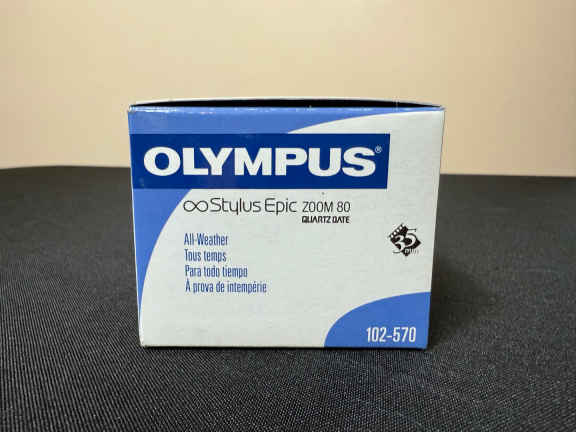 OLYMPUS®
∞Stylus Epic ZOOM 80
QUARTZ DATE
35
All-Weather
Tous temps
Para todo tiempo
À prova de intempérie
102-570